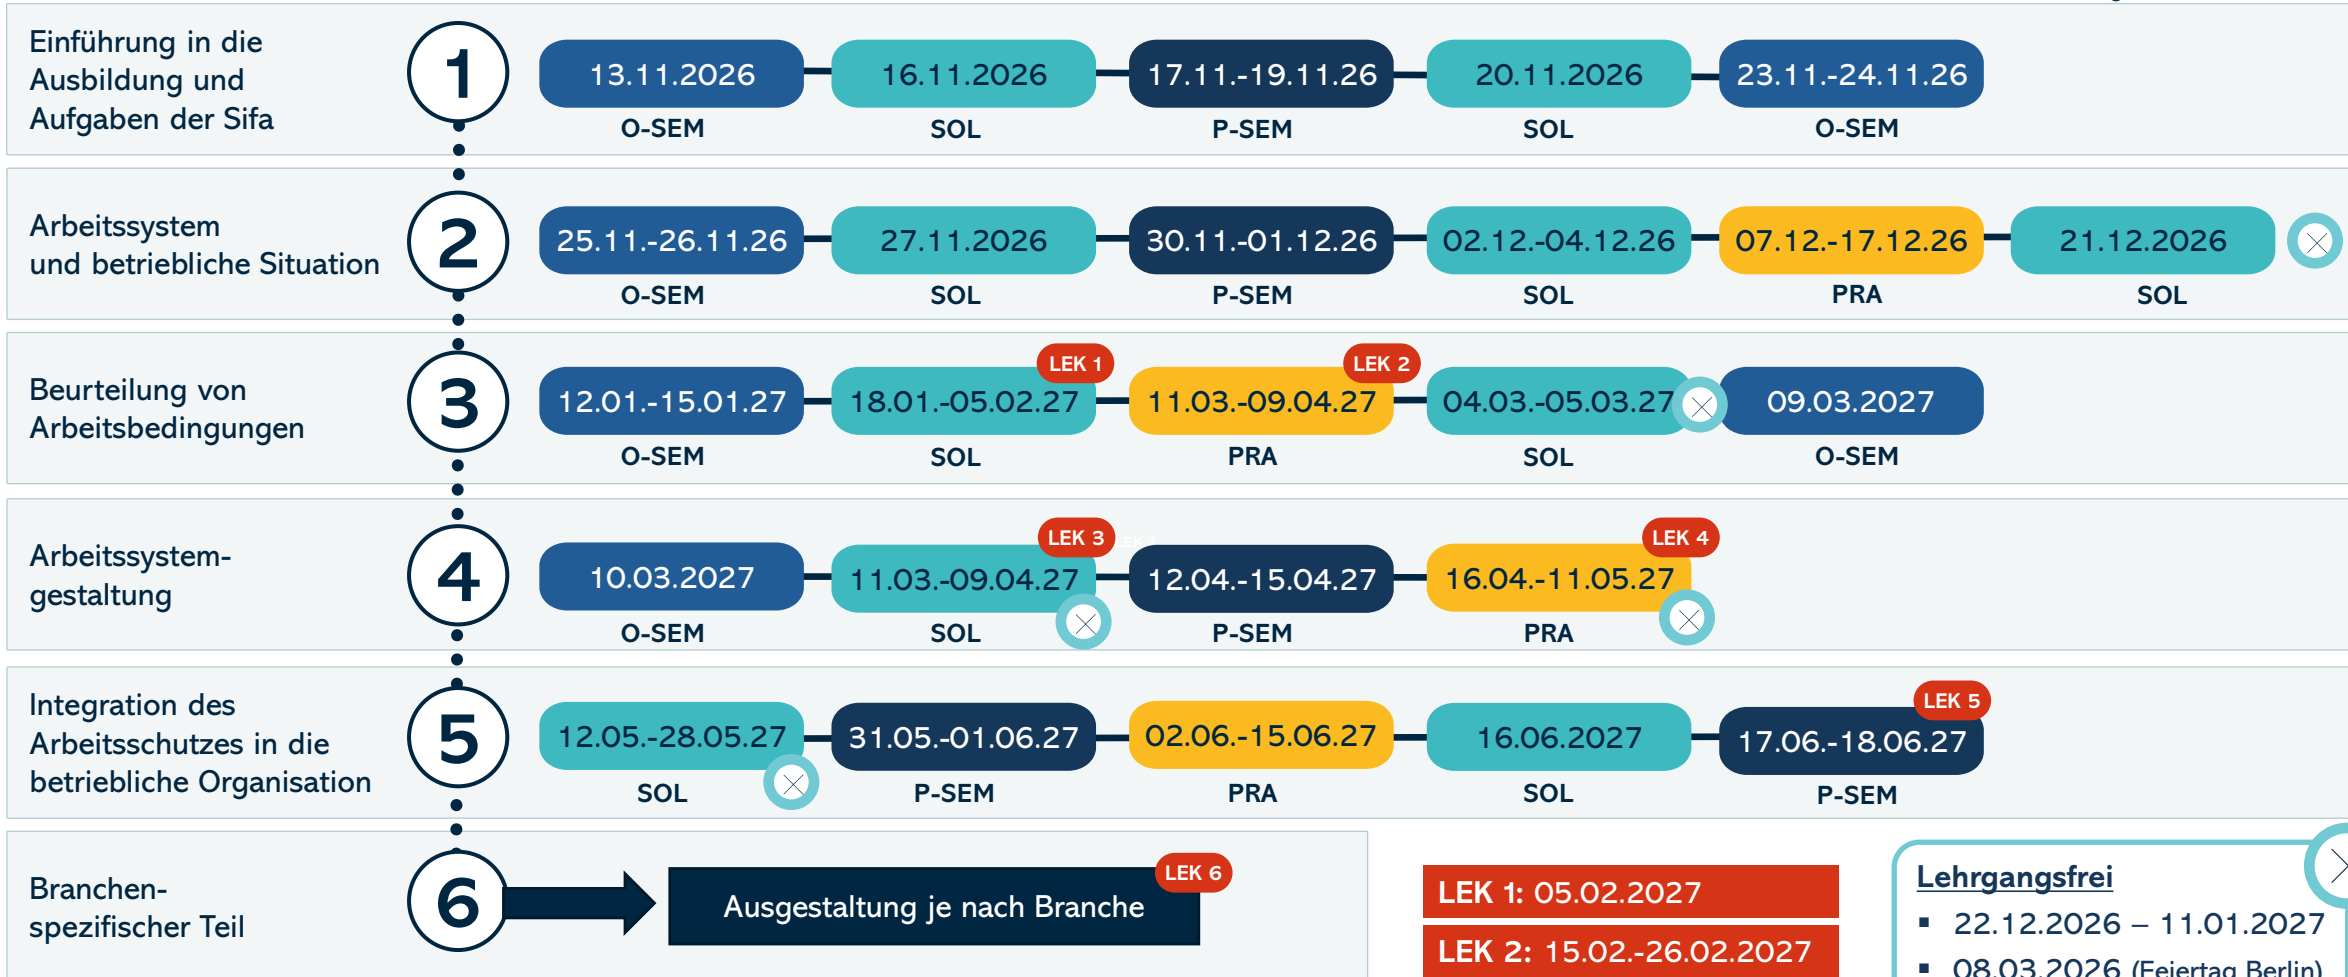 Einführung in die
Ausbildung und
Aufgaben der Sifa
1
13.11.2026
16.11.2026
17.11.-19.11.26
20.11.2026
23.11.-24.11.26
O-SEM
SOL
P-SEM
SOL
O-SEM
Arbeitssystem
und betriebliche Situation
2
25.11.-26.11.26
27.11.2026
30.11.-01.12.26
02.12.-04.12.26
07.12.-17.12.26
21.12.2026
O-SEM
SOL
P-SEM
SOL
PRA
SOL
Beurteilung von
Arbeitsbedingungen
3
LEK 1
LEK 2
12.01.-15.01.27
18.01.-05.02.27
11.03.-09.04.27
04.03.-05.03.27
09.03.2027
O-SEM
SOL
PRA
SOL
O-SEM
Arbeitssystem-
gestaltung
4
LEK 3
LEK 4
10.03.2027
11.03.-09.04.27
12.04.-15.04.27
16.04.-11.05.27
O-SEM
SOL
P-SEM
PRA
Integration des
Arbeitsschutzes in die
betriebliche Organisation
5
LEK 5
12.05.-28.05.27
31.05.-01.06.27
02.06.-15.06.27
16.06.2027
17.06.-18.06.27
SOL
P-SEM
PRA
SOL
P-SEM
Branchen-
spezifischer Teil
6
LEK 6
Ausgestaltung je nach Branche
LEK 1: 05.02.2027
LEK 2: 15.02.-26.02.2027
Lehrgangsfrei
▪ 22.12.2026 – 11.01.2027
▪ 08.03.2026 (Feiertag Berlin)